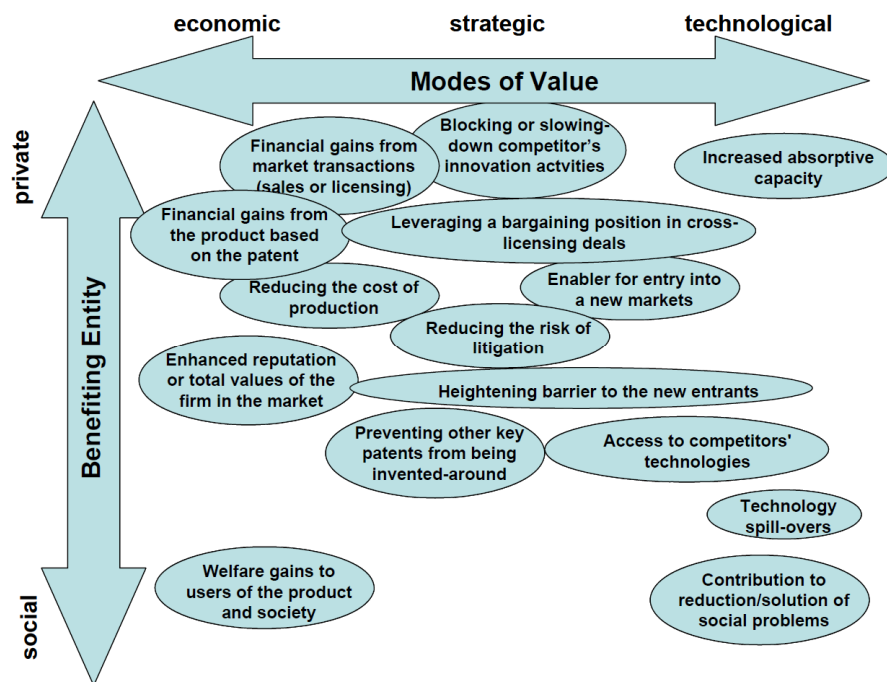 economic strategic technological
Modes of Value
private
Benefiting Entity
social
Financial gains from
market transactions
(sales or licensing)
Blocking or slowing-
down competitor's
innovation actvities
Increased absorptive
capacity
Financial gains from
the product based
on the patent
Leveraging a bargaining position in cross-
licensing deals
Reducing the cost of
production
Enabler for entry into
a new markets
Reducing the risk of
litigation
Enhanced reputation
or total values of the
firm in the market
Heightening barrier to the new entrants
Preventing other key
patents from being
invented-around
Access to competitors'
technologies
Technology
spill-overs
Welfare gains to
users of the product
and society
Contribution to
reduction/solution of
social problems